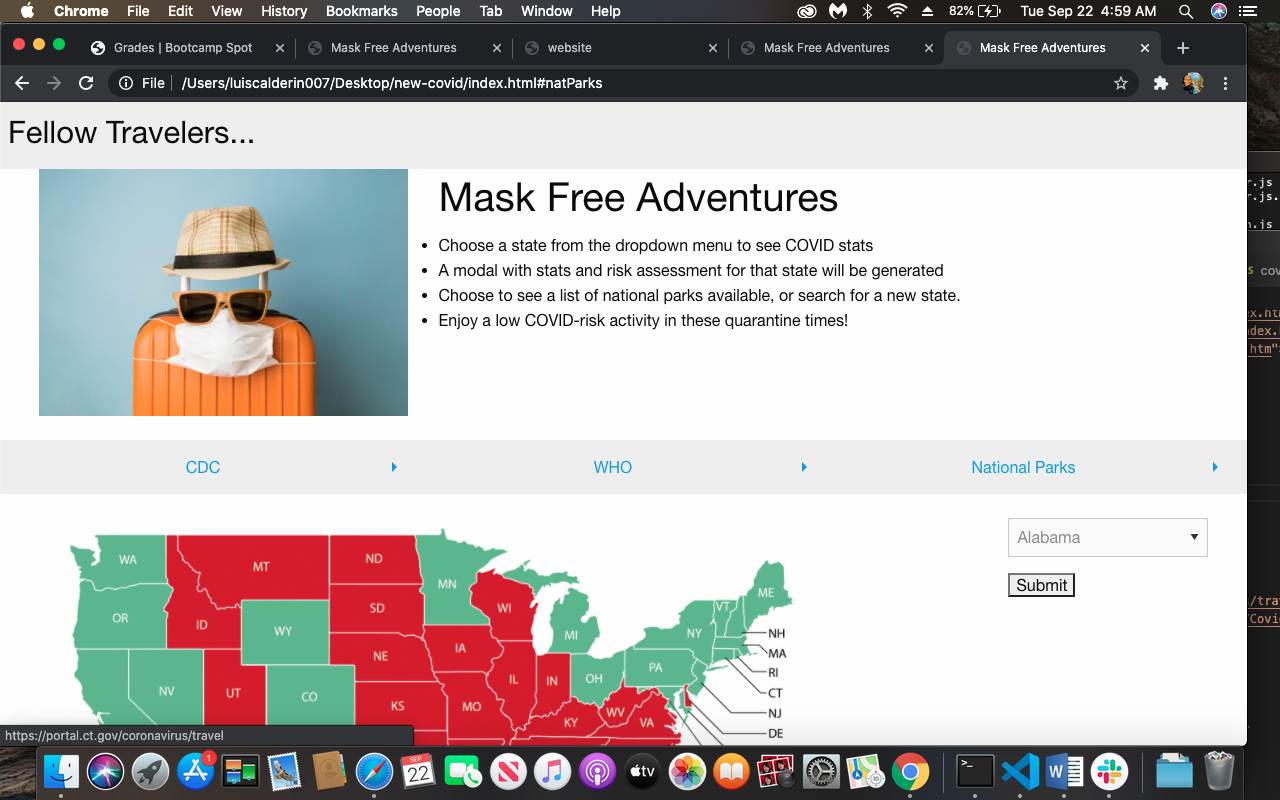 Chrome File Edit View History Bookmarks People Tab Window Help 82% Tue Sep 22 4:59 AM
Grades | Bootcamp Spot Mask Free Adventures website Mask Free Adventures Mask Free Adventures
File /Users/luiscalderin007/Desktop/new-covid/index.html#natParks
Fellow Travelers...
Mask Free Adventures
• Choose a state from the dropdown menu to see COVID stats
• A modal with stats and risk assessment for that state will be generated
• Choose to see a list of national parks available, or search for a new state.
• Enjoy a low COVID-risk activity in these quarantine times!
CDC WHO National Parks
Alabama
Submit
WA MT ND MN ME
OR ID SD WI VT
WY MI NY NH
NE IA MA
PA RI
NV UT CO IL IN OH CT
KS MO WV NJ
KY VA DE
https://portal.ct.gov/coronavirus/travel
r.js
r.js.
n.js
s cov
ex.ht
ndex.
htm"
/tra
Covi
1
SEP
22
tv
>_
W